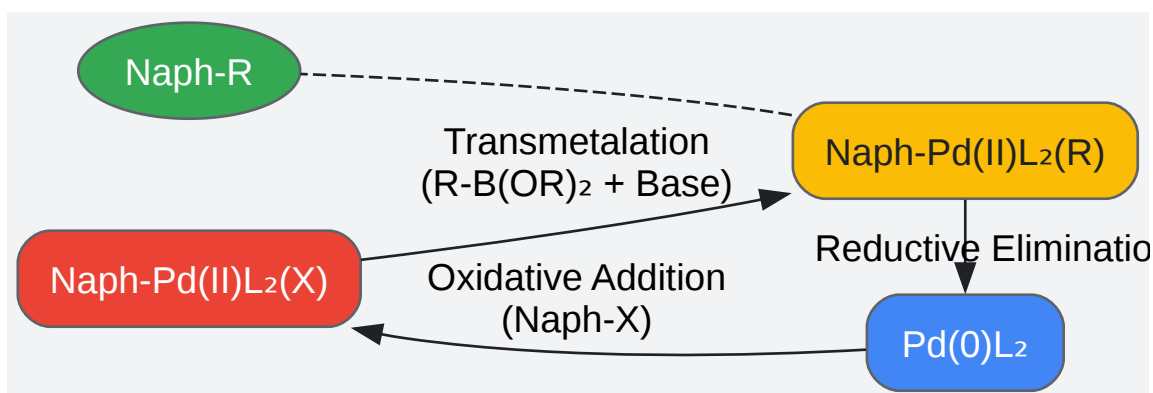 Naph-R
Transmetalation
(R-B(OR)₂ + Base)
Naph-Pd(II)L₂(R)
Reductive Eliminatio
Naph-Pd(II)L₂(X)
Oxidative Addition
(Naph-X)
Pd(0)L₂